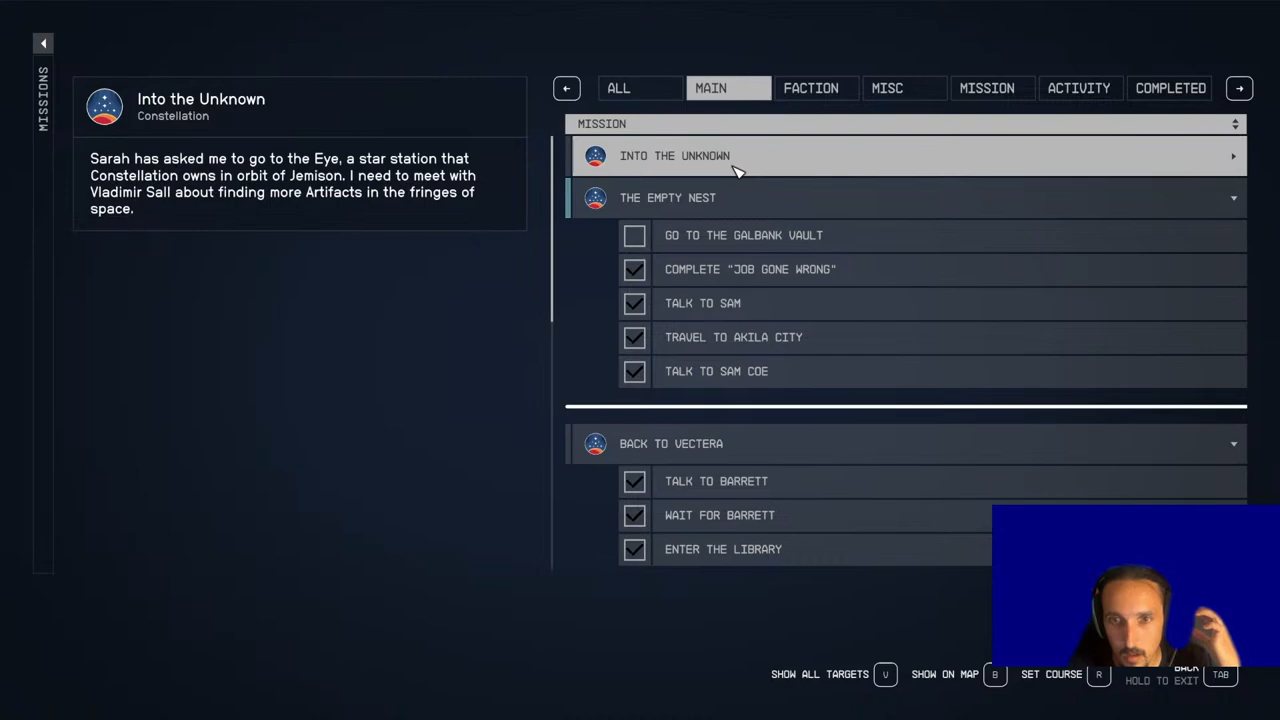 MISSIONS
Into the Unknown
Constellation
Sarah has asked me to go to the Eye, a star station that
Constellation owns in orbit of Jemison. I need to meet with
Vladimir Sall about finding more Artifacts in the fringes of
space.
ALL MAIN FACTION MISC MISSION ACTIVITY COMPLETED
MISSION
INTO THE UNKNOWN
THE EMPTY NEST
GO TO THE GALBANK VAULT
COMPLETE "JOB GONE WRONG"
TALK TO SAM
TRAVEL TO AKILA CITY
TALK TO SAM COE
BACK TO VECTERA
TALK TO BARRETT
WAIT FOR BARRETT
ENTER THE LIBRARY
SHOW ALL TARGETS V SHOW ON MAP B SET COURSE R BACK TAB
HOLD TO EXIT